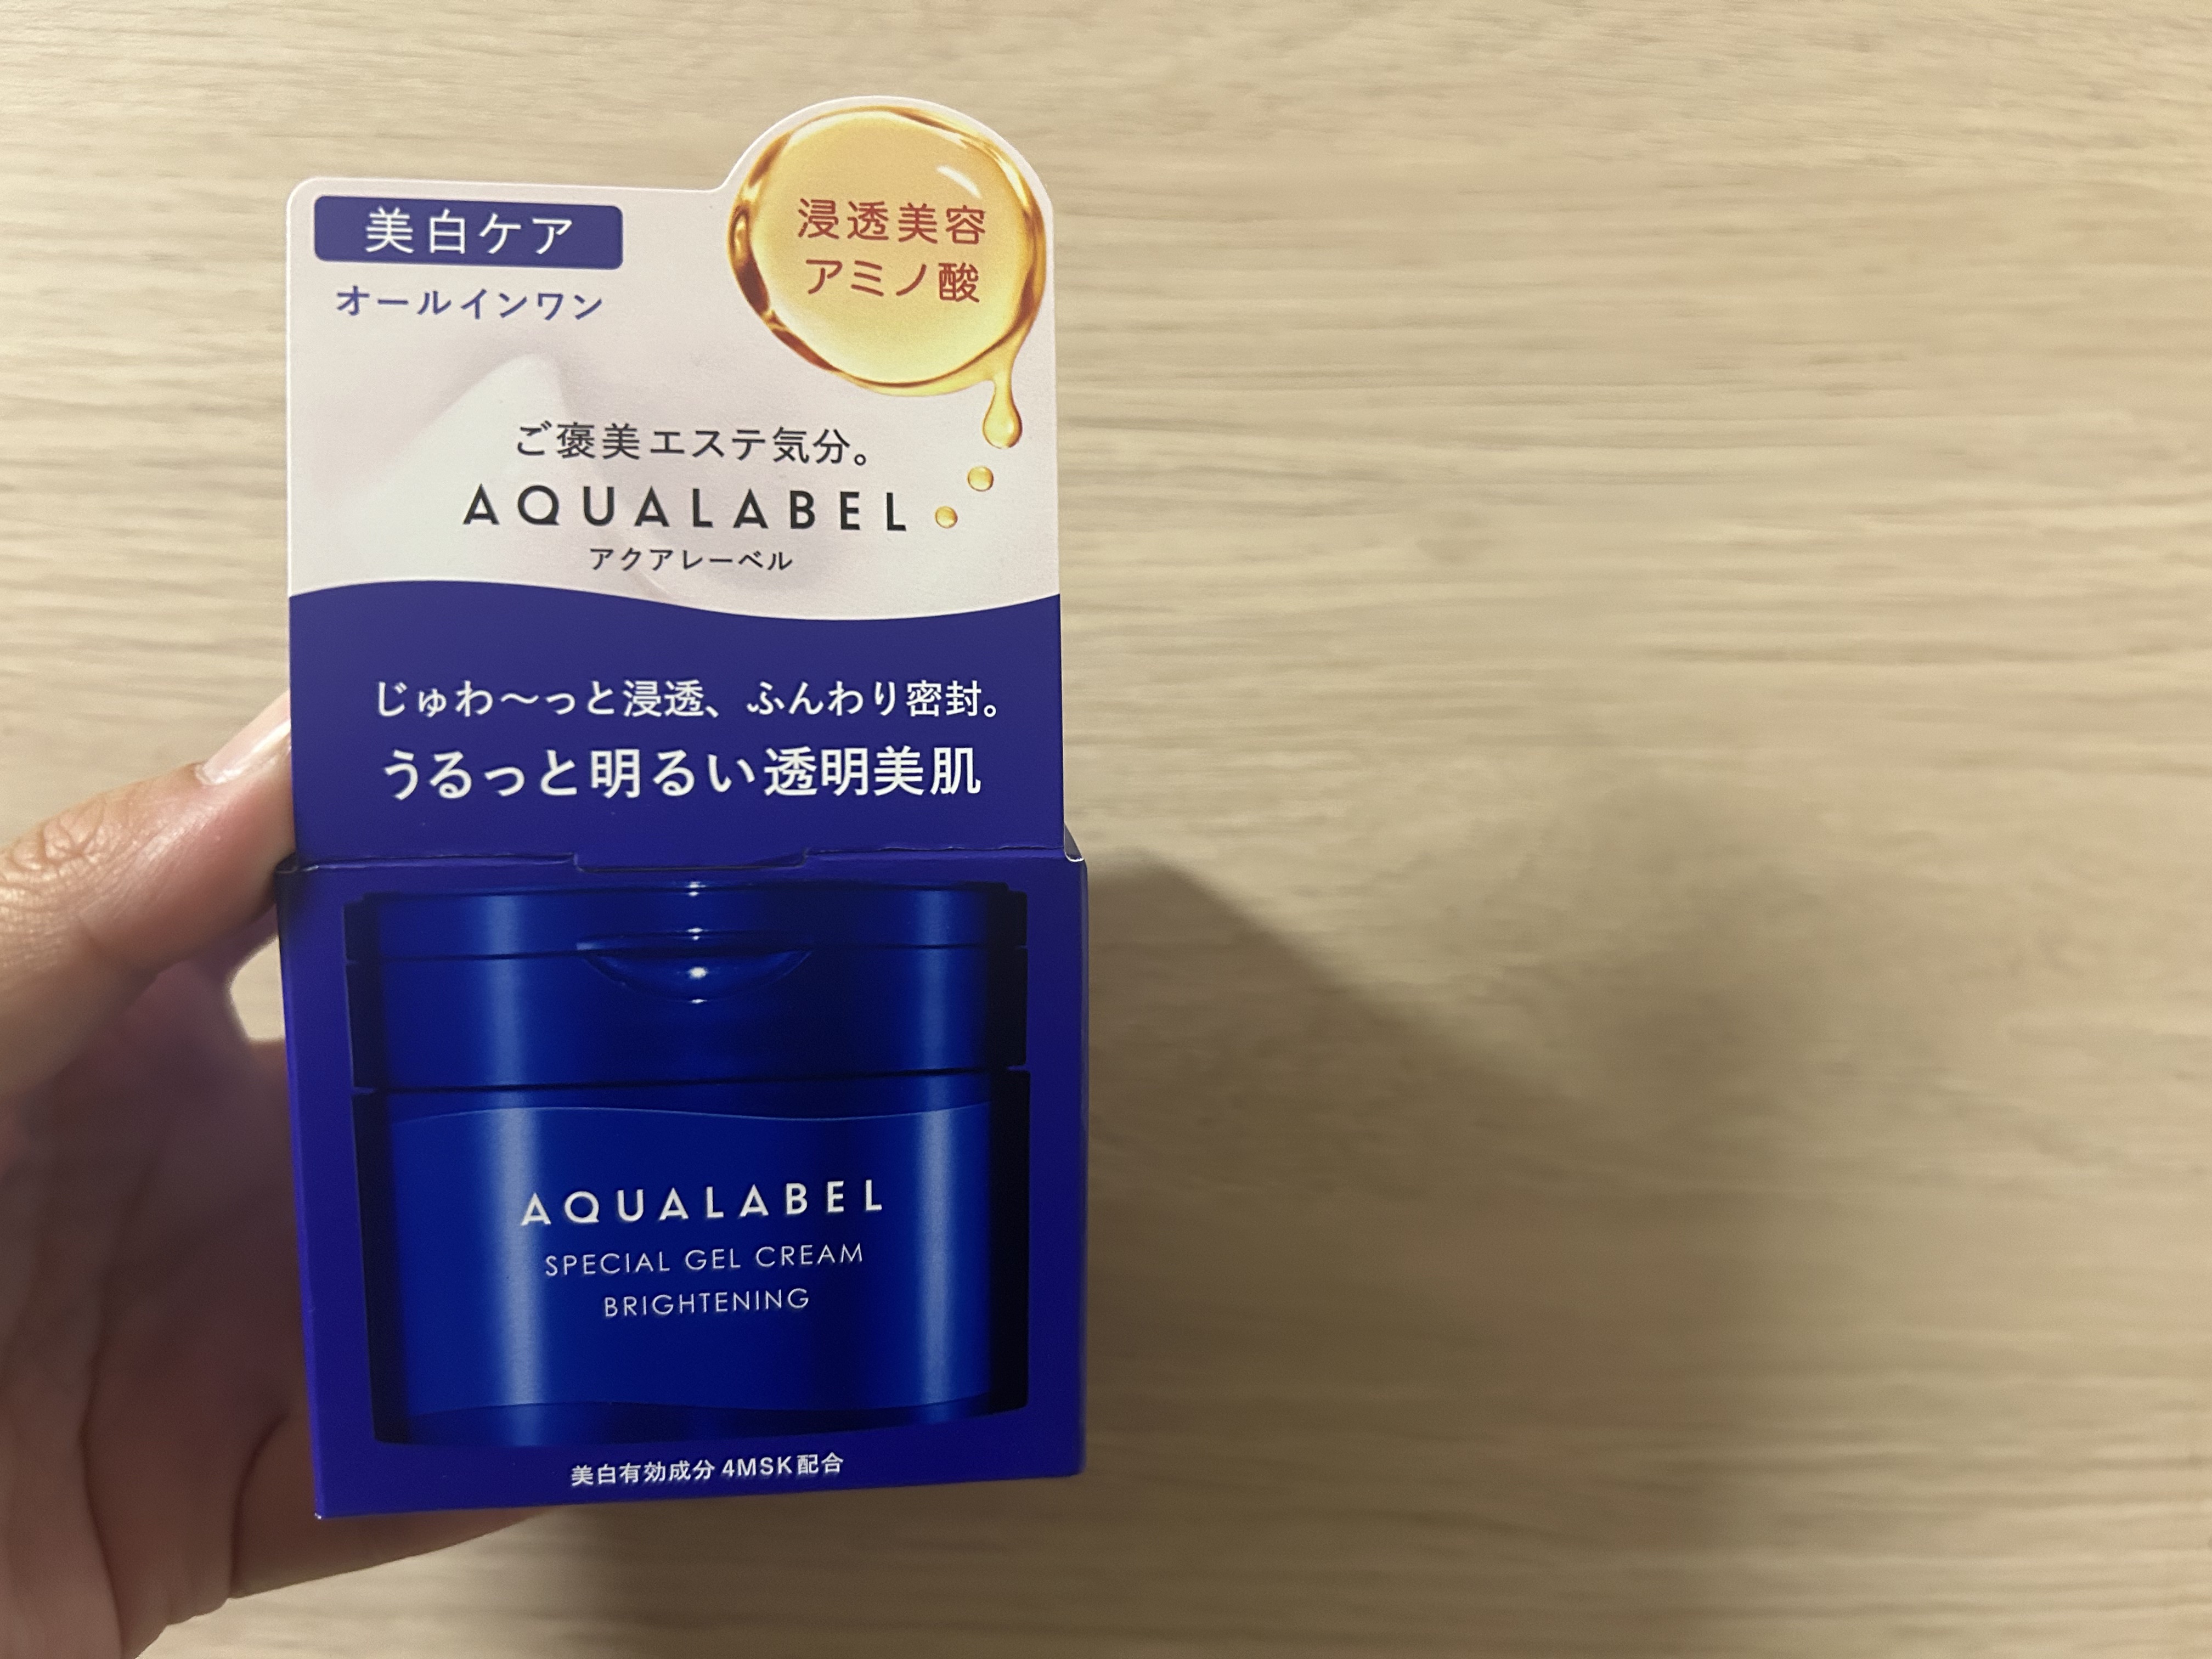 美白ケア
オールインワン
浸透美容
アミノ酸
ご褒美エステ気分。
AQUALABEL
アクアレーベル
じゅわ～っと浸透、ふんわり密封。
うるっと明るい透明美肌
AQUALABEL
SPECIAL GEL CREAM
BRIGHTENING
美白有効成分4MSK配合